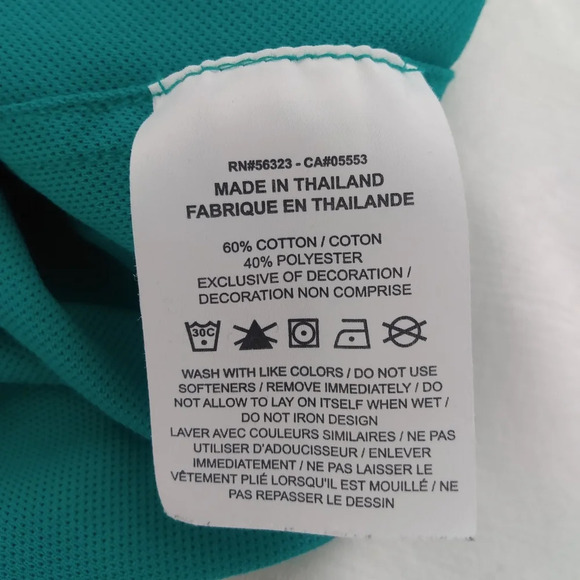 RN#56323 - CA#05553
MADE IN THAILAND
FABRIQUE EN THAILANDE
60% COTTON / COTON
40% POLYESTER
EXCLUSIVE OF DECORATION /
DECORATION NON COMPRISE
30C
WASH WITH LIKE COLORS / DO NOT USE
SOFTENERS / REMOVE IMMEDIATELY / DO
NOT ALLOW TO LAY ON ITSELF WHEN WET /
DO NOT IRON DESIGN
LAVER AVEC COULEURS SIMILAIRES / NE PAS
UTILISER D'ADOUCISSEUR / ENLEVER
IMMEDIATEMENT / NE PAS LAISSER LE
VÊTEMENT PLIÉ LORSQU'IL EST MOUILLÉ / NE
PAS REPASSER LE DESSIN